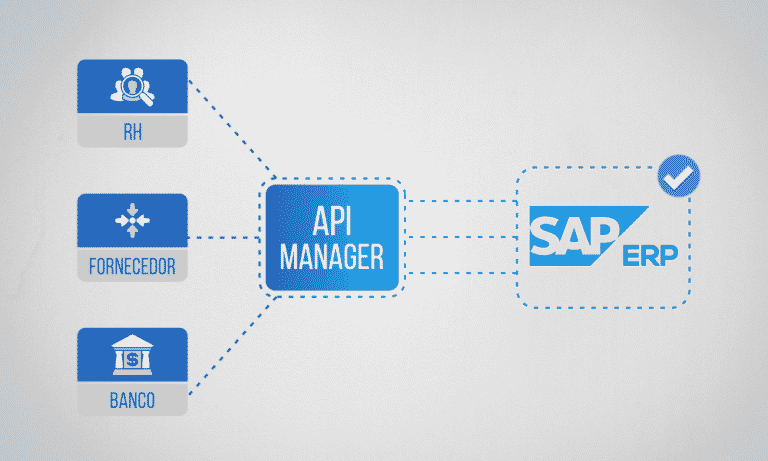 RH
FORNECEDOR
BANCO
API
MANAGER
SAP ERP